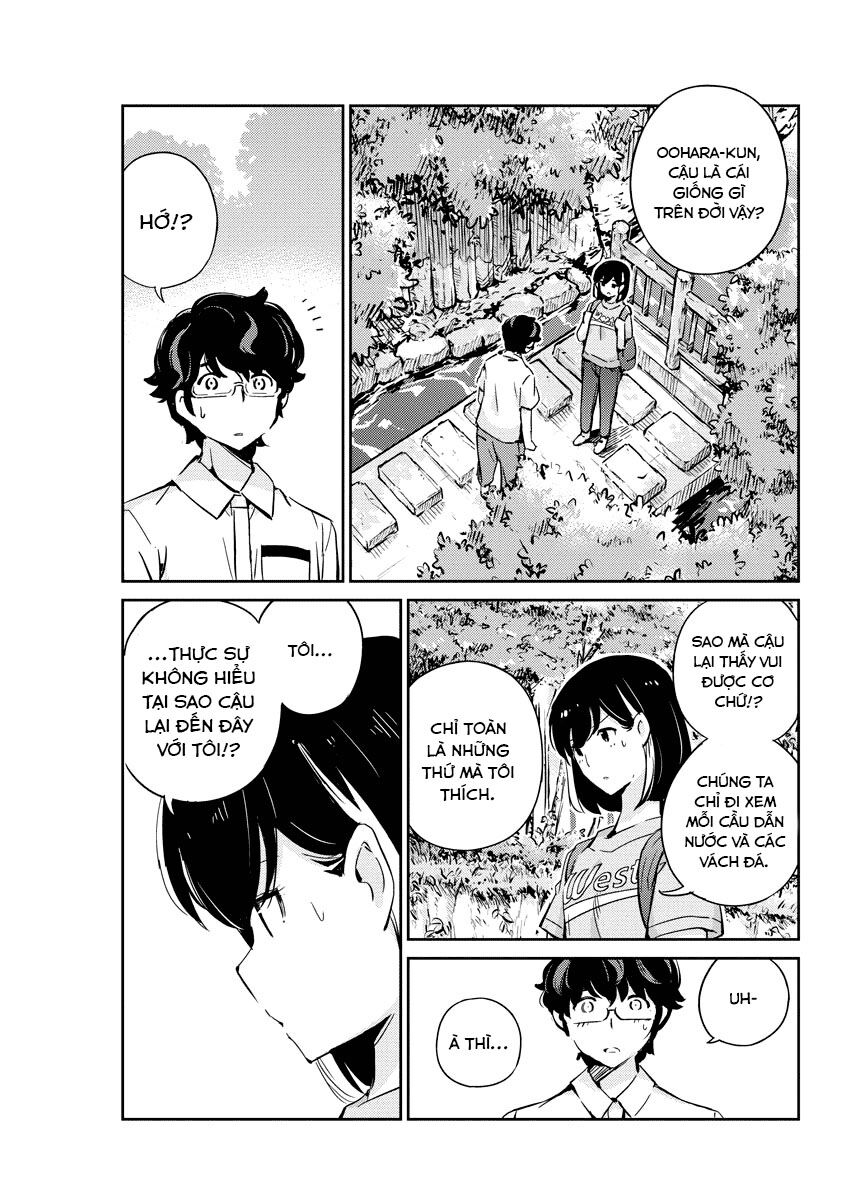 OOHARA-KUN,
CẬU LÀ CÁI
GIỐNG GÌ
TRÊN ĐỜI VẬY?
HỚ!?
SAO MÀ CẬU
LẠI THẤY VUI
ĐƯỢC CƠ
CHỨ!?
CHÚNG TA
CHỈ ĐI XEM
MỖI CẦU DẪN
NƯỚC VÀ CÁC
VÁCH ĐÁ.
CHỈ TOÀN
LÀ NHỮNG
THỨ MÀ TÔI
THÍCH.
West
TÔI...
...THỰC SỰ
KHÔNG HIỂU
TẠI SAO CẬU
LẠI ĐẾN ĐÂY
VỚI TÔI!?
UH-
À THÌ...